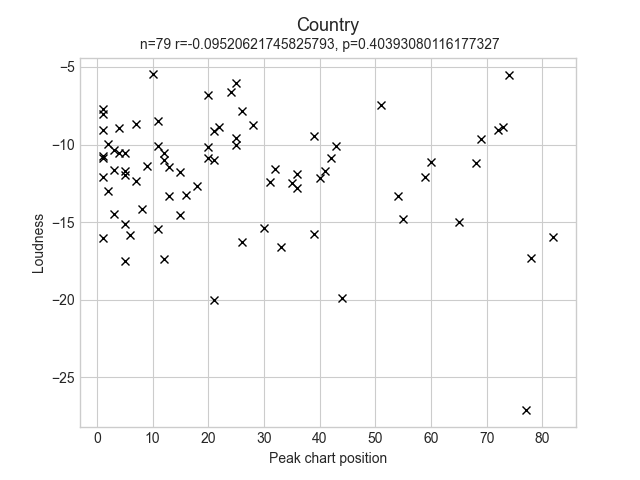 Country
n=79 r=-0.09520621745825793, p=0.40393080116177327
−5
−10
−15
−20
−25
Loudness
0 10 20 30 40 50 60 70 80
Peak chart position